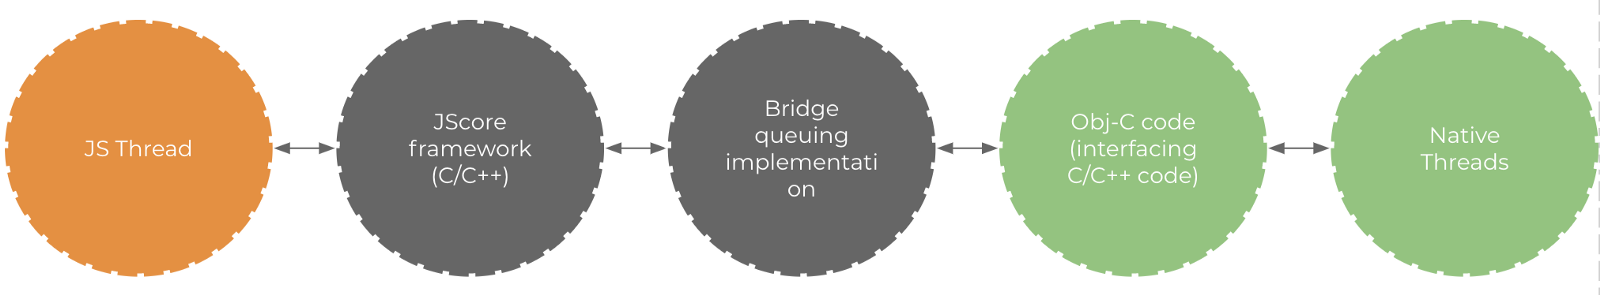 JS Thread
JScore
framework
(C/C++)
Bridge
queuing
implementati
on
Obj-C code
(interfacing
C/C++ code)
Native
Threads